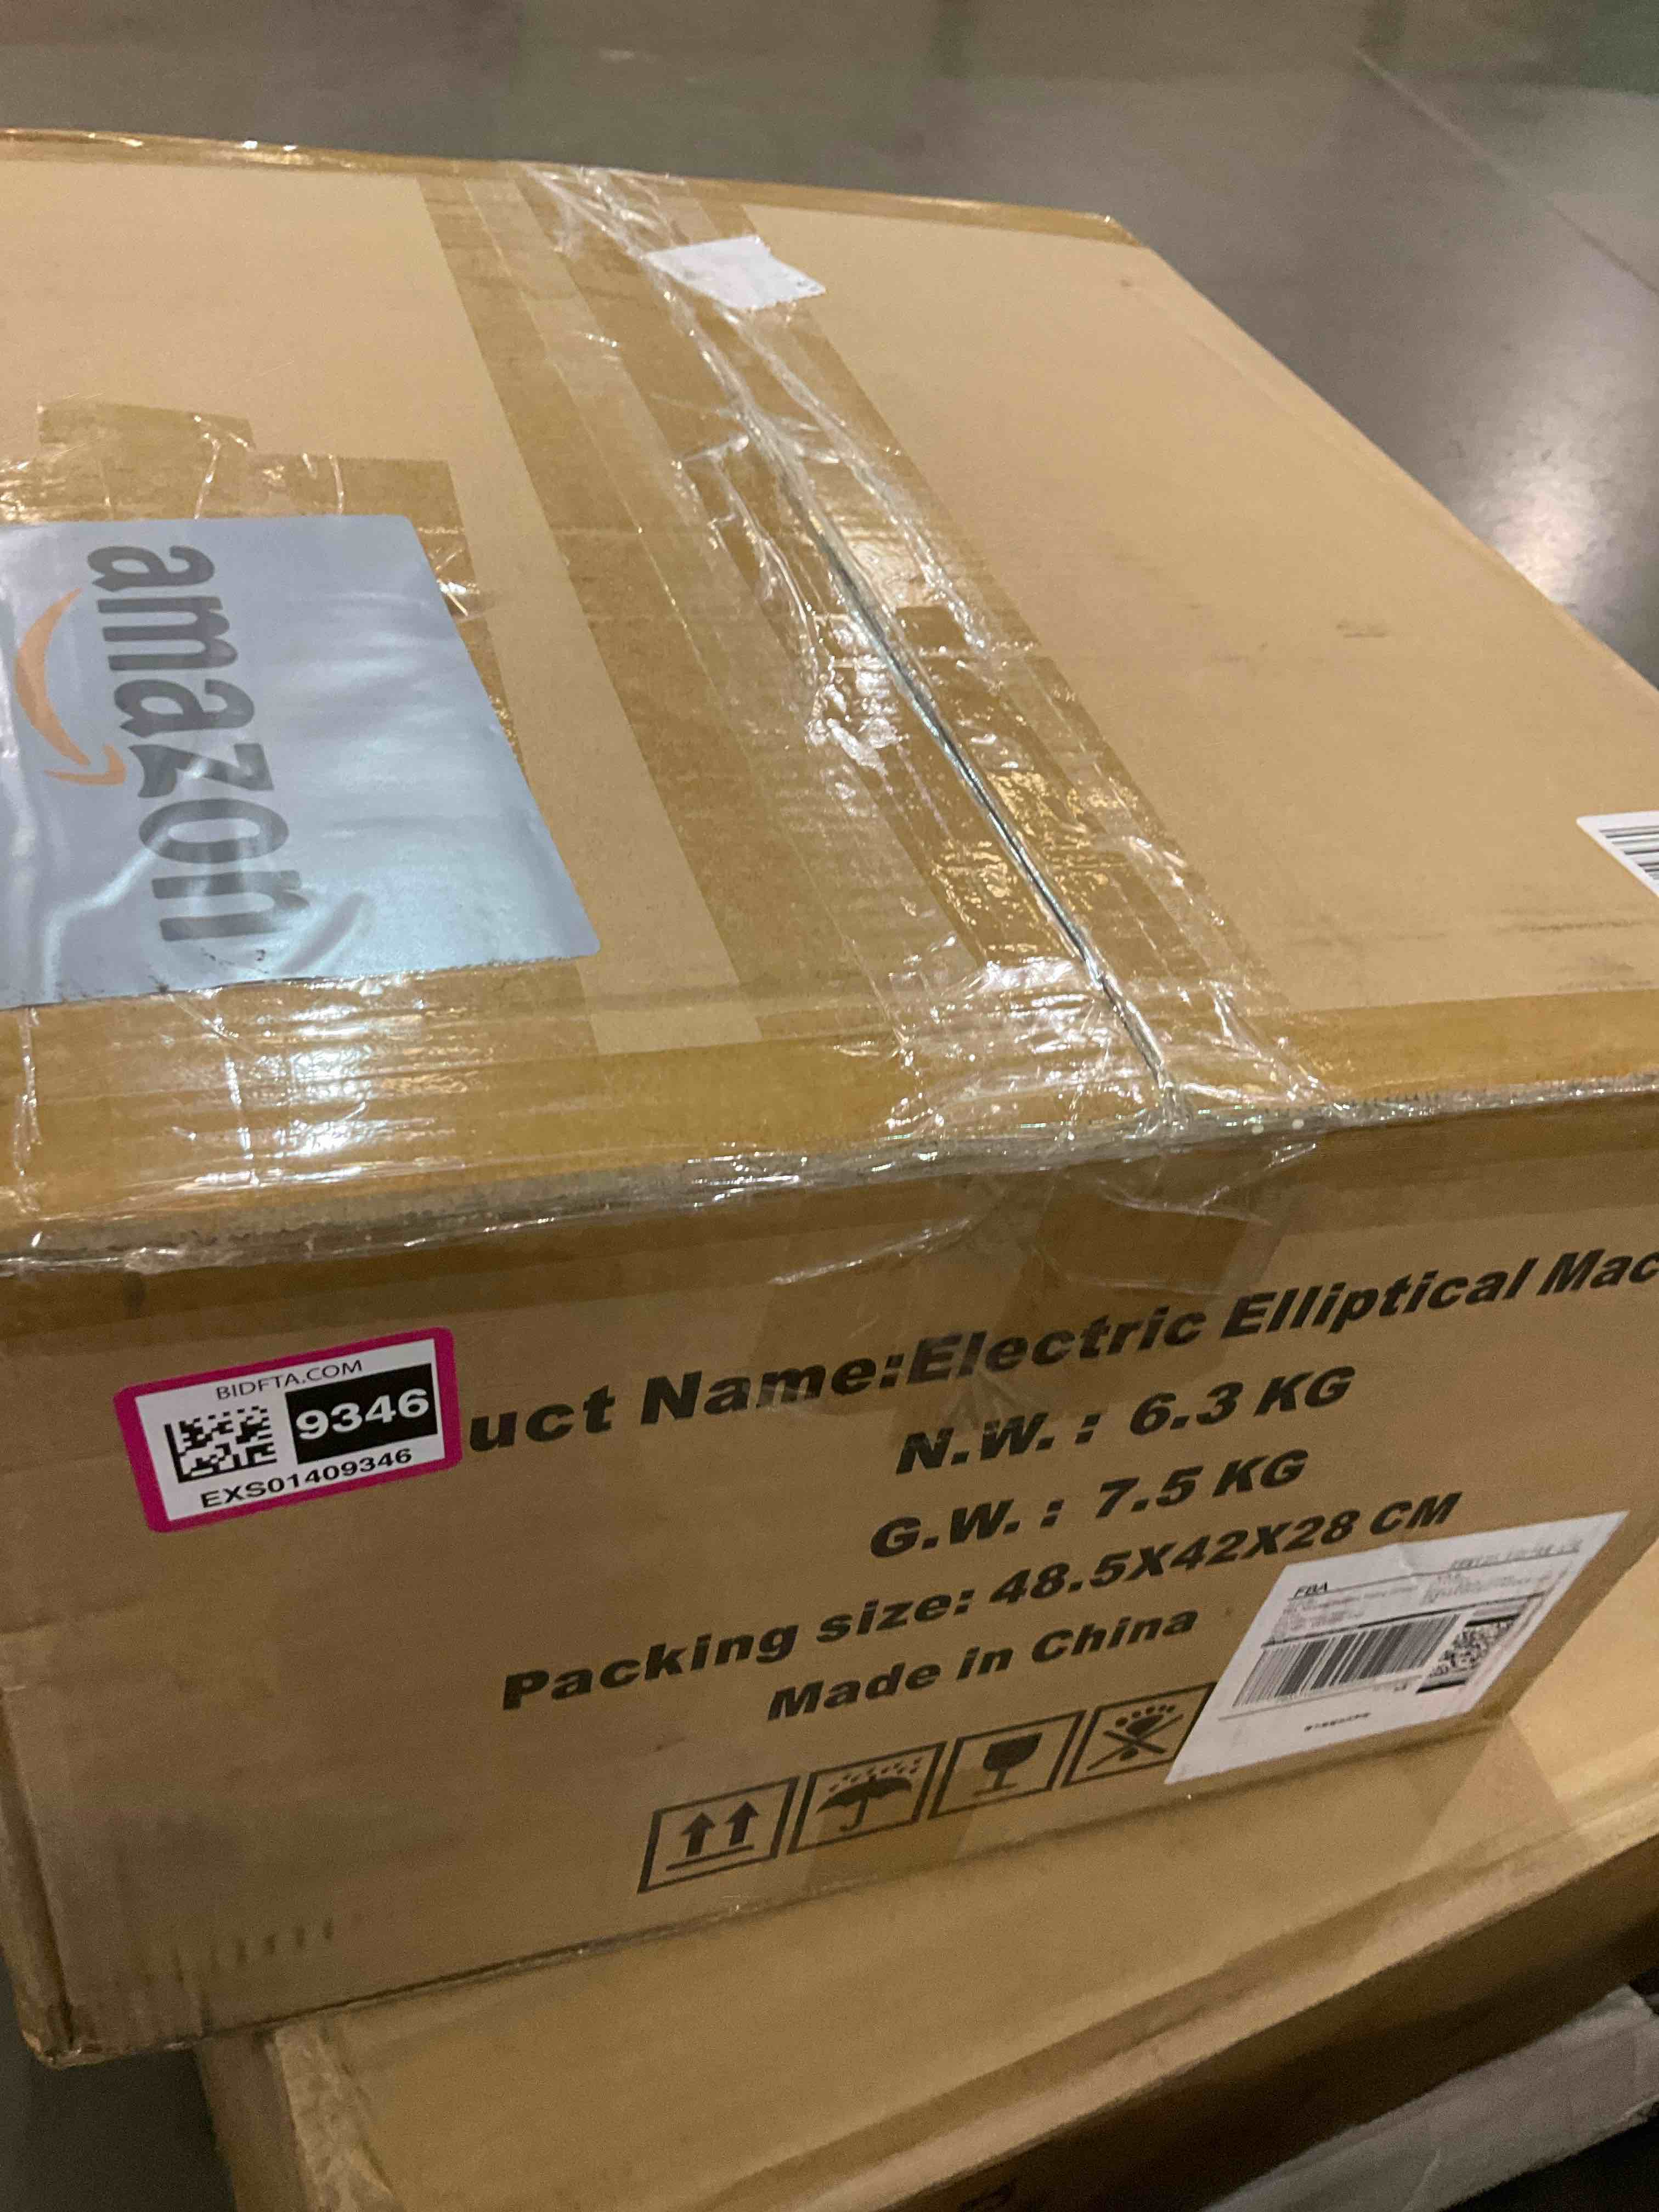 amazon
BIDFTA.COM
9346
EXS01409346
uct Name:Electric Elliptical Mac
N.W. : 6.3 KG
G.W. : 7.5 KG
Packing size: 48.5X42X28 CM
Made in China
FBA